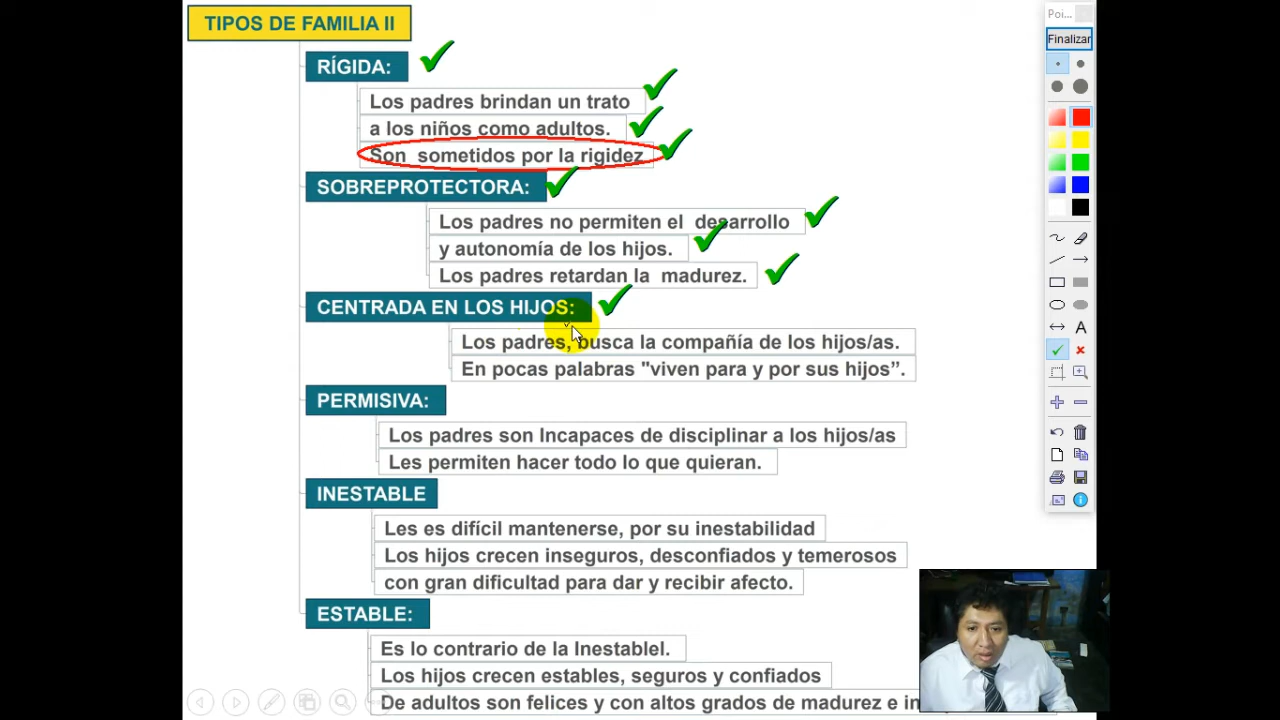 TIPOS DE FAMILIA II
RÍGIDA:
Los padres brindan un trato
a los niños como adultos.
Son sometidos por la rigidez
SOBREPROTECTORA:
Los padres no permiten el desarrollo
y autonomía de los hijos.
Los padres retardan la madurez.
CENTRADA EN LOS HIJOS:
Los padres, busca la compañía de los hijos/as.
En pocas palabras "viven para y por sus hijos”.
PERMISIVA:
Los padres son Incapaces de disciplinar a los hijos/as
Les permiten hacer todo lo que quieran.
INESTABLE
Les es difícil mantenerse, por su inestabilidad
Los hijos crecen inseguros, desconfiados y temerosos
con gran dificultad para dar y recibir afecto.
ESTABLE:
Es lo contrario de la Inestablel.
Los hijos crecen estables, seguros y confiados
De adultos son felices y con altos grados de madurez e
Poi...
Finalizar
A